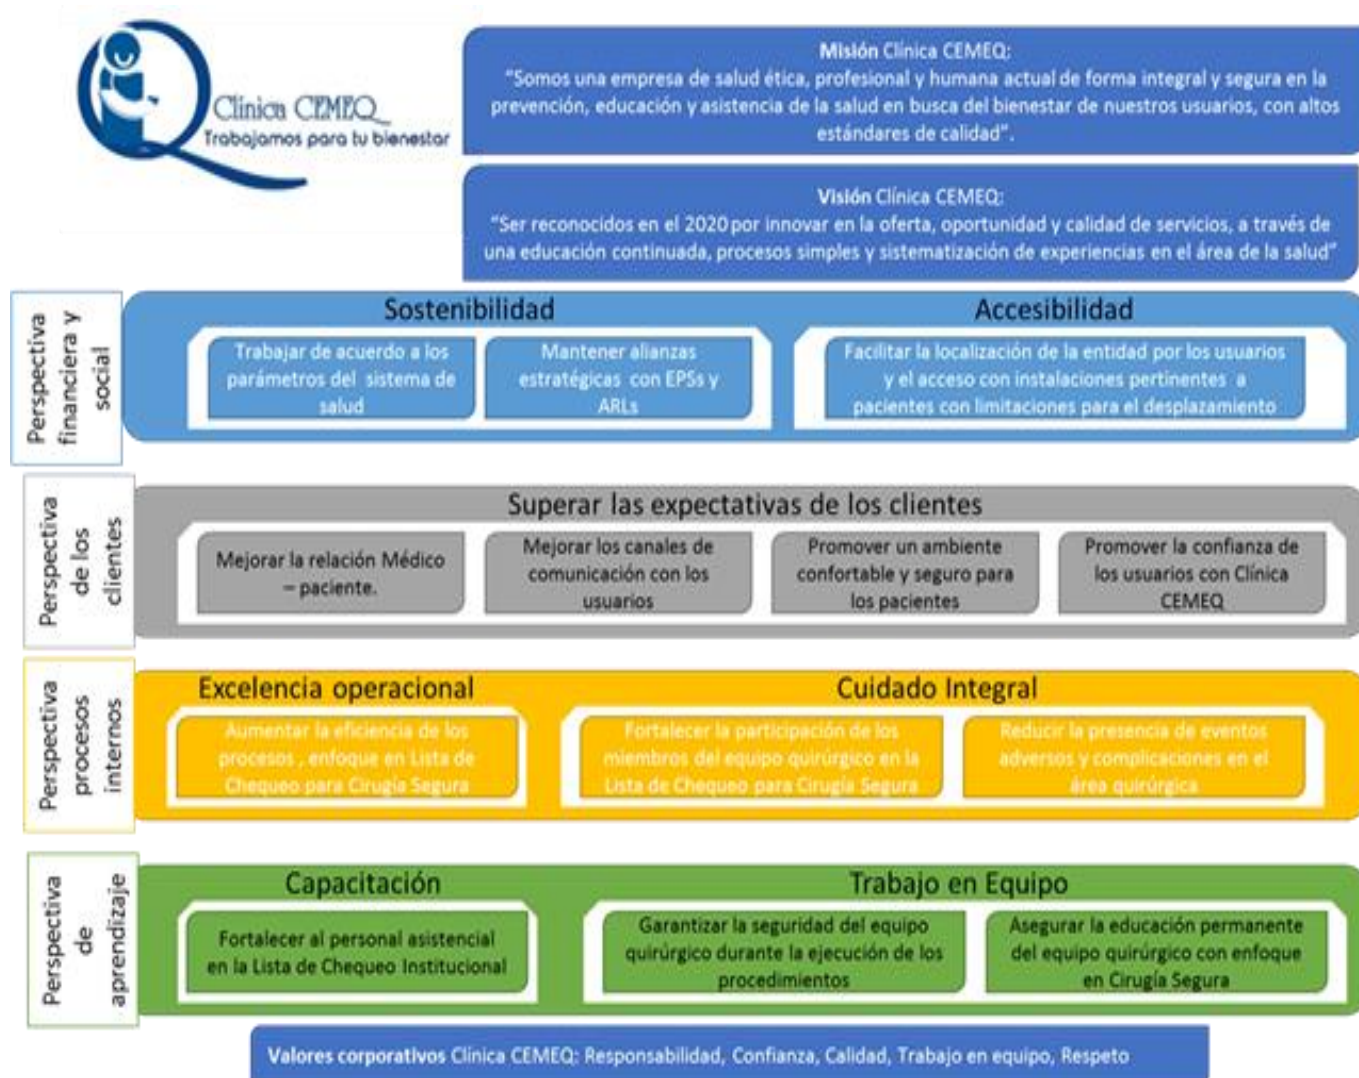 Clínica CEMEQ
Trabajamos para tu bienestar
Misión Clínica CEMEQ:
“Somos una empresa de salud ética, profesional y humana actual de forma integral y segura en la
prevención, educación y asistencia de la salud en busca del bienestar de nuestros usuarios, con altos
estándares de calidad”.
Visión Clínica CEMEQ:
“Ser reconocidos en el 2020 por innovar en la oferta, oportunidad y calidad de servicios, a través de
una educación continuada, procesos simples y sistematización de experiencias en el área de la salud”
Perspectiva
financiera y
social
Sostenibilidad
Trabajar de acuerdo a los
parámetros del sistema de
salud
Mantener alianzas
estratégicas con EPSs y
ARLs
Accesibilidad
Facilitar la localización de la entidad por los usuarios
y el acceso con instalaciones pertinentes a
pacientes con limitaciones para el desplazamiento
Perspectiva
de los
clientes
Superar las expectativas de los clientes
Mejorar la relación Médico
– paciente.
Mejorar los canales de
comunicación con los
usuarios
Promover un ambiente
confortable y seguro para
los pacientes
Promover la confianza de
los usuarios con Clínica
CEMEQ
Perspectiva
procesos
internos
Excelencia operacional
Aumentar la eficiencia de los
procesos , enfoque en Lista de
Chequeo para Cirugía Segura
Cuidado Integral
Fortalecer la participación de los
miembros del equipo quirúrgico en la
Lista de Chequeo para Cirugía Segura
Reducir la presencia de eventos
adversos y complicaciones en el
área quirúrgica
Perspectiva
de
aprendizaje
Capacitación
Fortalecer al personal asistencial
en la Lista de Chequeo Institucional
Trabajo en Equipo
Garantizar la seguridad del equipo
quirúrgico durante la ejecución de los
procedimientos
Asegurar la educación permanente
del equipo quirúrgico con enfoque
en Cirugía Segura
Valores corporativos Clínica CEMEQ: Responsabilidad, Confianza, Calidad, Trabajo en equipo, Respeto